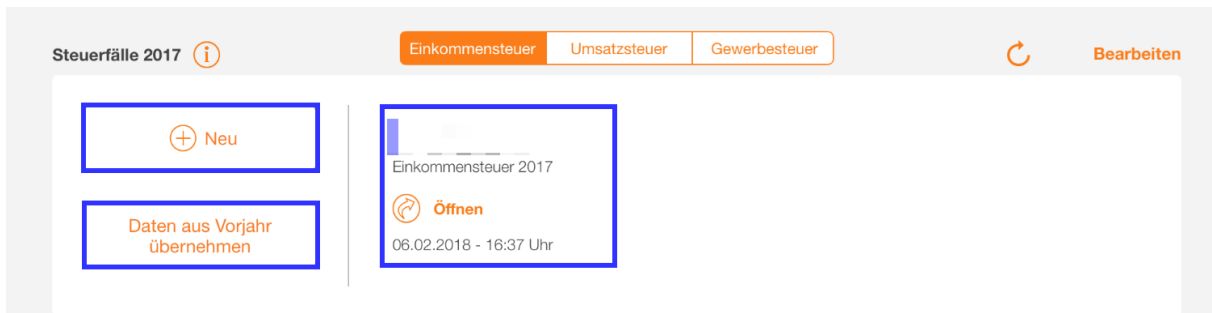 Steuerfälle 2017 i
Einkommensteuer Umsatzsteuer Gewerbesteuer
Bearbeiten
+ Neu
Daten aus Vorjahr
übernehmen
Einkommensteuer 2017
Öffnen
06.02.2018 - 16:37 Uhr